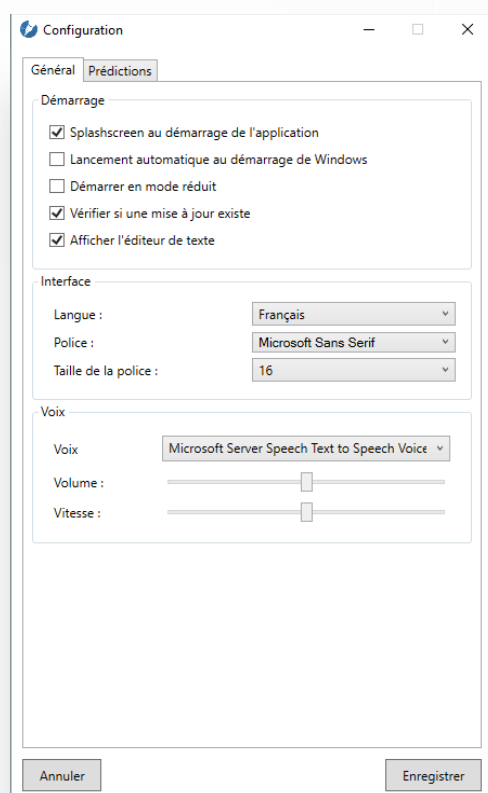 Configuration
Général Prédictions
Démarrage
Splashscreen au démarrage de l'application
Lancement automatique au démarrage de Windows
Démarrer en mode réduit
Vérifier si une mise à jour existe
Afficher l'éditeur de texte
Interface
Langue : Français
Police : Microsoft Sans Serif
Taille de la police : 16
Voix
Voix Microsoft Server Speech Text to Speech Voice
Volume :
Vitesse :
Annuler Enregistrer